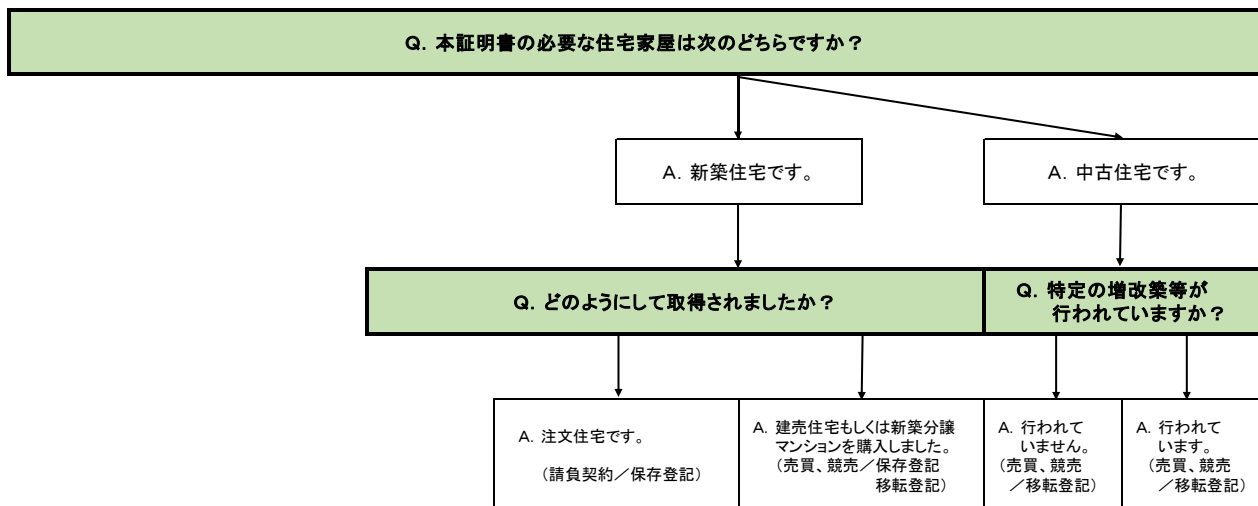 Q. 本証明書の必要な住宅家屋は次のどちらですか？
A. 新築住宅です。
A. 中古住宅です。
Q. どのようにして取得されましたか？
Q. 特定の増改築等が
行われていますか？
A. 注文住宅です。
（請負契約／保存登記）
A. 建売住宅もしくは新築分譲
マンションを購入しました。
（売買、競売／保存登記
移転登記）
A. 行われて
いません。
（売買、競売
／移転登記）
A. 行われて
います。
（売買、競売
／移転登記）